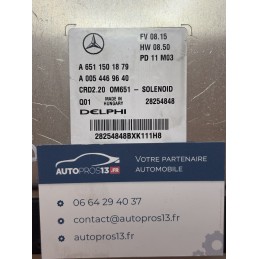 FV 08.15
HW 08.50
PD 11 M03
A 651 150 1879
A 005 446 96 40
CRD2.20 OM651 - SOLENOID
Q01 MADE IN HUNGARY 28254848
DELPHI
28254848BXK111H8
AUTOPROS13.FR
VOTRE PARTENAIRE
AUTOMOBILE
06 64 29 40 37
contact@autopros13.fr
autopros13.fr